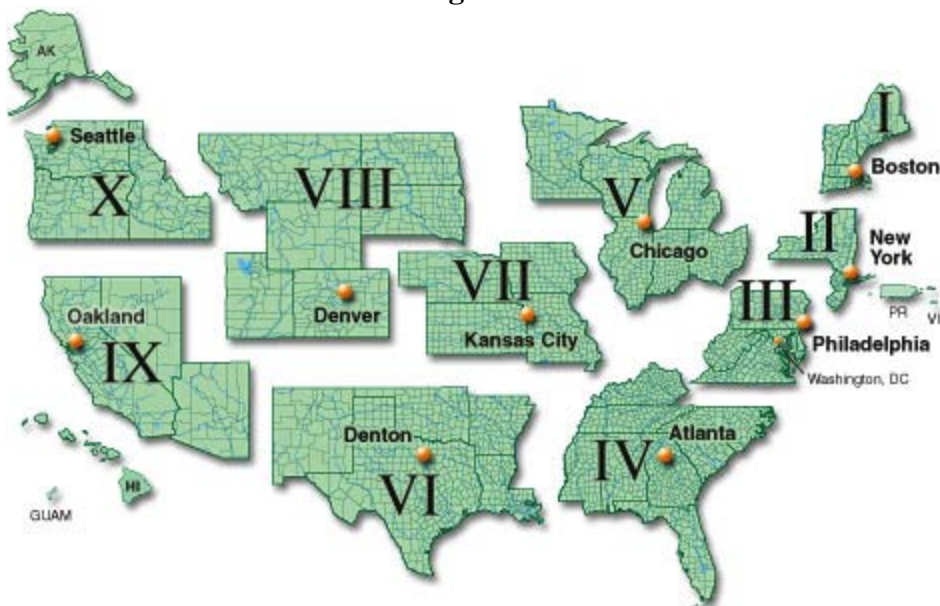 AK
Seattle
X
VIII
V
I
Boston
II
New
York
Chicago
VII
III
Denver
Oakland
IX
Kansas City
PR
VI
Philadelphia
Washington, DC
Denton
VI
IV
Atlanta
HI
GUAM